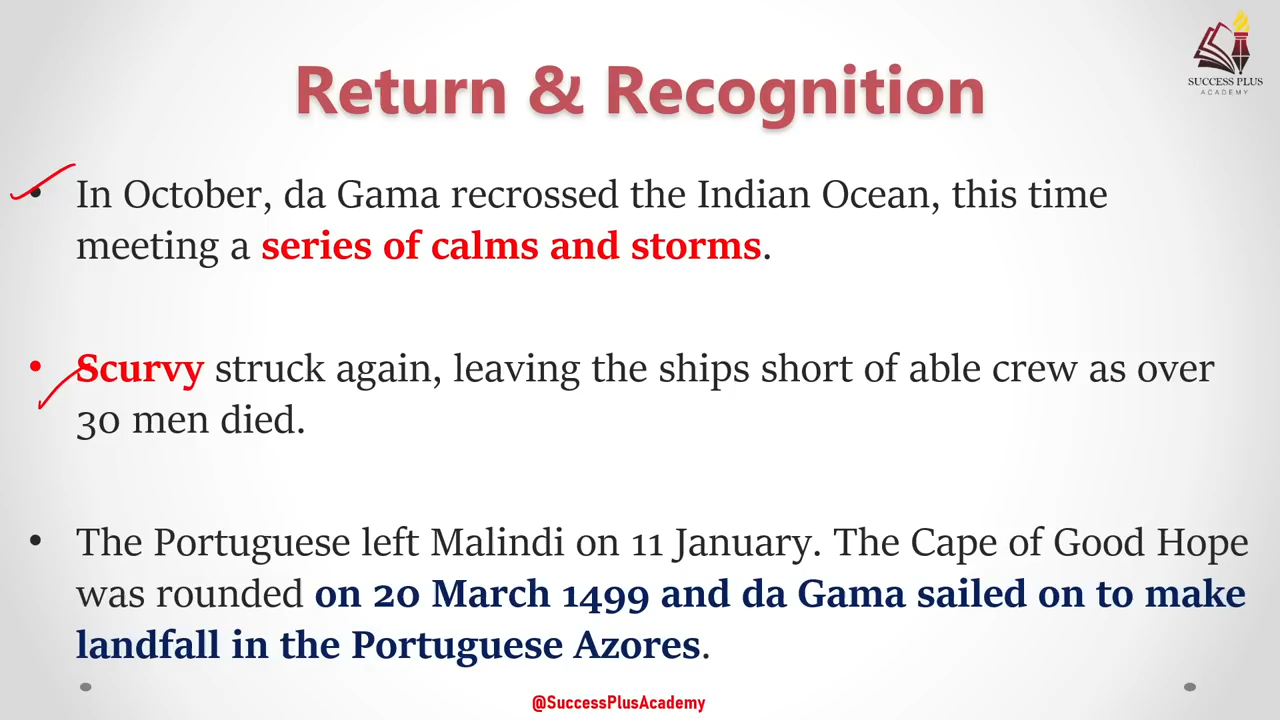 SUCCESS PLUS
ACADEMY
Return & Recognition
• In October, da Gama recrossed the Indian Ocean, this time
meeting a series of calms and storms.
• Scurvy struck again, leaving the ships short of able crew as over
30 men died.
• The Portuguese left Malindi on 11 January. The Cape of Good Hope
was rounded on 20 March 1499 and da Gama sailed on to make
landfall in the Portuguese Azores.
@SuccessPlusAcademy